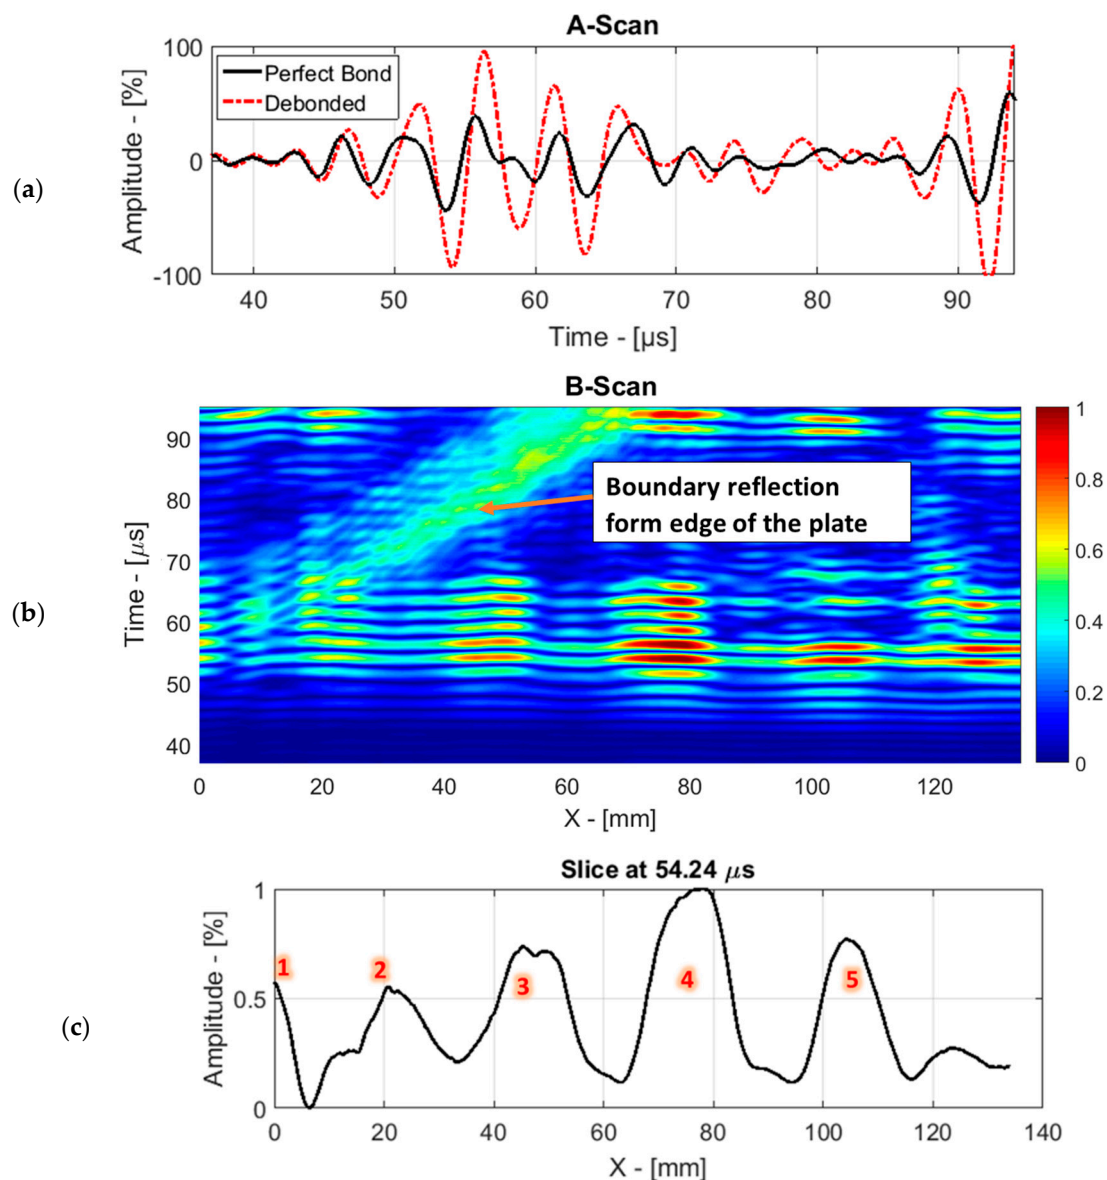 A-Scan
100
0
-100
Amplitude - [%]
Perfect Bond
Debonded
(a)
40 50 60 70 80 90
Time - [µs]
B-Scan
90
80
70
60
50
40
Time - [µs]
Boundary reflection
form edge of the plate
(b)
1
0.8
0.6
0.4
0.2
0
0 20 40 60 80 100 120
X - [mm]
Slice at 54.24 µs
1
0.5
0
Amplitude - [%]
1 2 3 4 5
(c)
0 20 40 60 80 100 120 140
X - [mm]